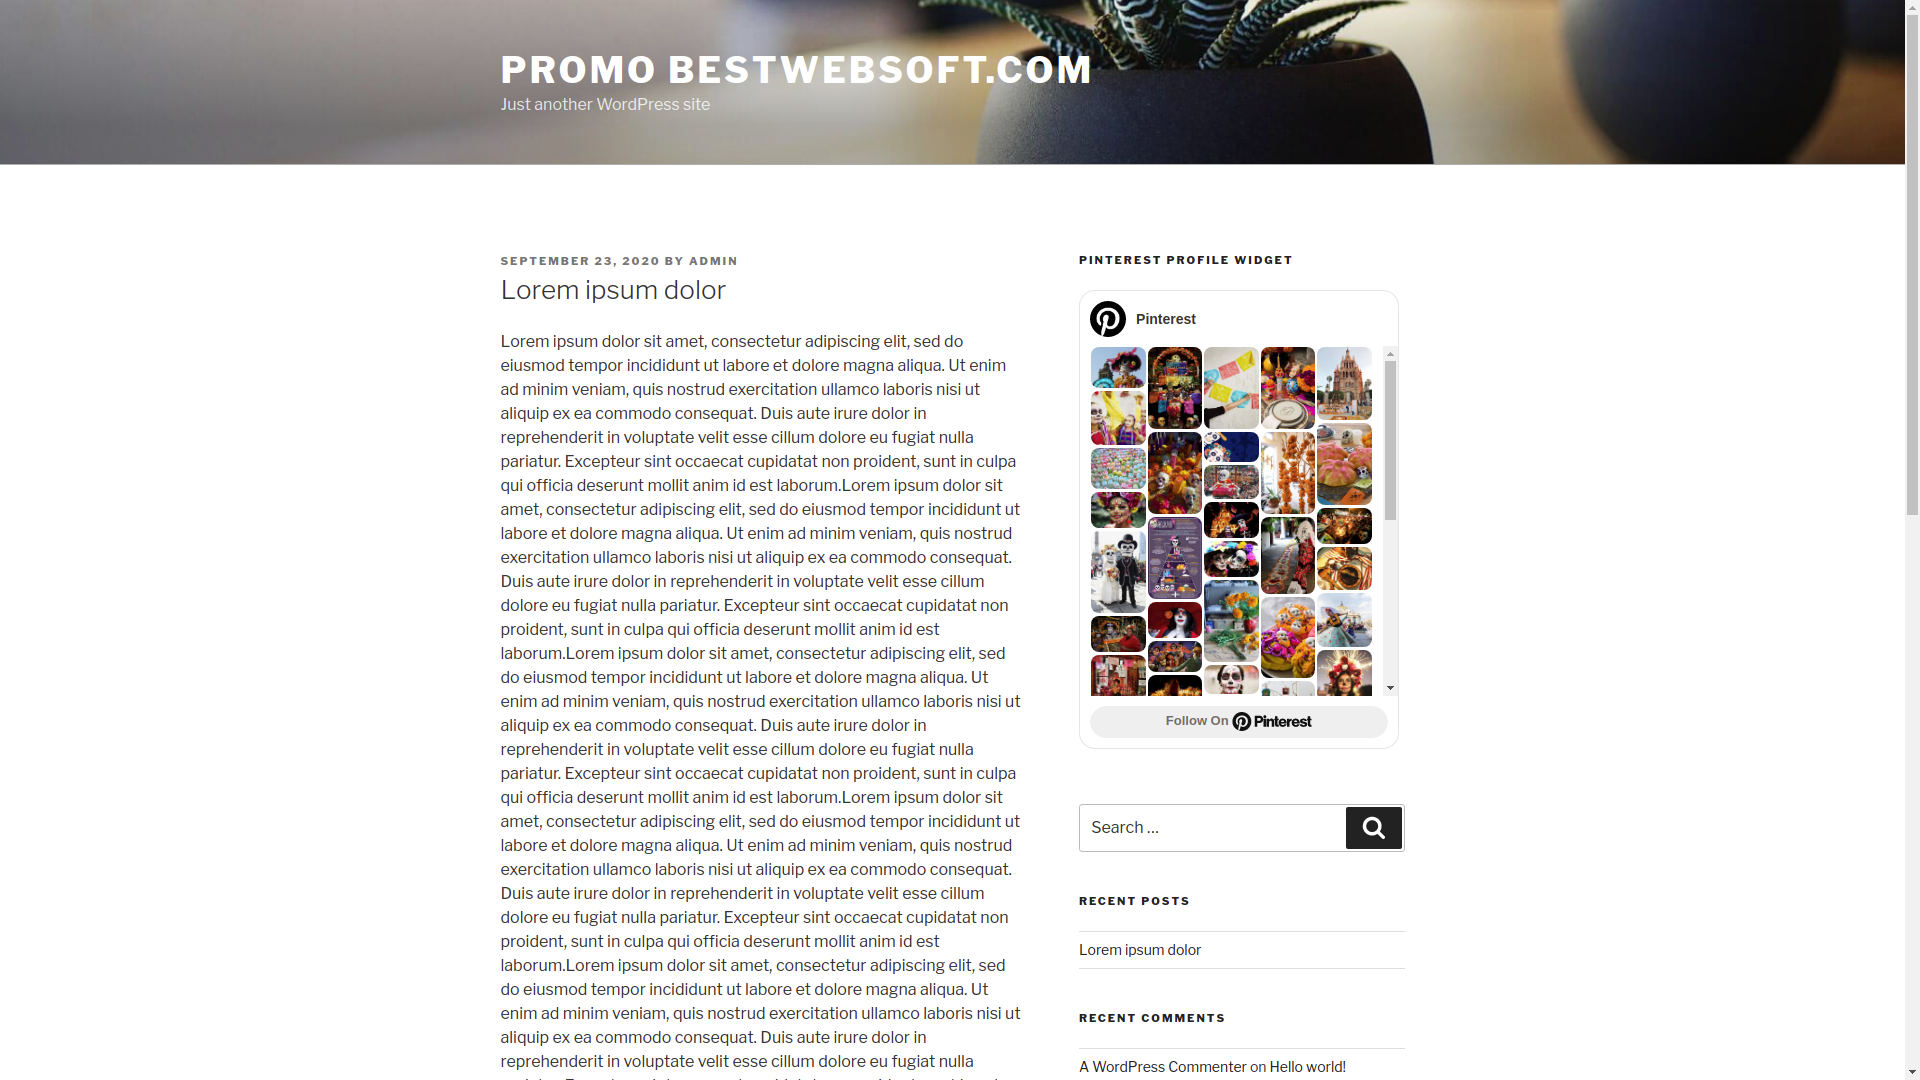 PROMO BESTWEBSOFT.COM
Just another WordPress site
SEPTEMBER 23, 2020 BY ADMIN
Lorem ipsum dolor
Lorem ipsum dolor sit amet, consectetur adipiscing elit, sed do
eiusmod tempor incididunt ut labore et dolore magna aliqua. Ut enim
ad minim veniam, quis nostrud exercitation ullamco laboris nisi ut
aliquip ex ea commodo consequat. Duis aute irure dolor in
reprehenderit in voluptate velit esse cillum dolore eu fugiat nulla
pariatur. Excepteur sint occaecat cupidatat non proident, sunt in culpa
qui officia deserunt mollit anim id est laborum.Lorem ipsum dolor sit
amet, consectetur adipiscing elit, sed do eiusmod tempor incididunt ut
labore et dolore magna aliqua. Ut enim ad minim veniam, quis nostrud
exercitation ullamco laboris nisi ut aliquip ex ea commodo consequat.
Duis aute irure dolor in reprehenderit in voluptate velit esse cillum
dolore eu fugiat nulla pariatur. Excepteur sint occaecat cupidatat non
proident, sunt in culpa qui officia deserunt mollit anim id est
laborum.Lorem ipsum dolor sit amet, consectetur adipiscing elit, sed
do eiusmod tempor incididunt ut labore et dolore magna aliqua. Ut
enim ad minim veniam, quis nostrud exercitation ullamco laboris nisi ut
aliquip ex ea commodo consequat. Duis aute irure dolor in
reprehenderit in voluptate velit esse cillum dolore eu fugiat nulla
pariatur. Excepteur sint occaecat cupidatat non proident, sunt in culpa
qui officia deserunt mollit anim id est laborum.Lorem ipsum dolor sit
amet, consectetur adipiscing elit, sed do eiusmod tempor incididunt ut
labore et dolore magna aliqua. Ut enim ad minim veniam, quis nostrud
exercitation ullamco laboris nisi ut aliquip ex ea commodo consequat.
Duis aute irure dolor in reprehenderit in voluptate velit esse cillum
dolore eu fugiat nulla pariatur. Excepteur sint occaecat cupidatat non
proident, sunt in culpa qui officia deserunt mollit anim id est
laborum.Lorem ipsum dolor sit amet, consectetur adipiscing elit, sed
do eiusmod tempor incididunt ut labore et dolore magna aliqua. Ut
enim ad minim veniam, quis nostrud exercitation ullamco laboris nisi ut
aliquip ex ea commodo consequat. Duis aute irure dolor in
reprehenderit in voluptate velit esse cillum dolore eu fugiat nulla
PINTEREST PROFILE WIDGET
Pinterest
Follow On Pinterest
Search …
RECENT POSTS
Lorem ipsum dolor
RECENT COMMENTS
A WordPress Commenter on Hello world!